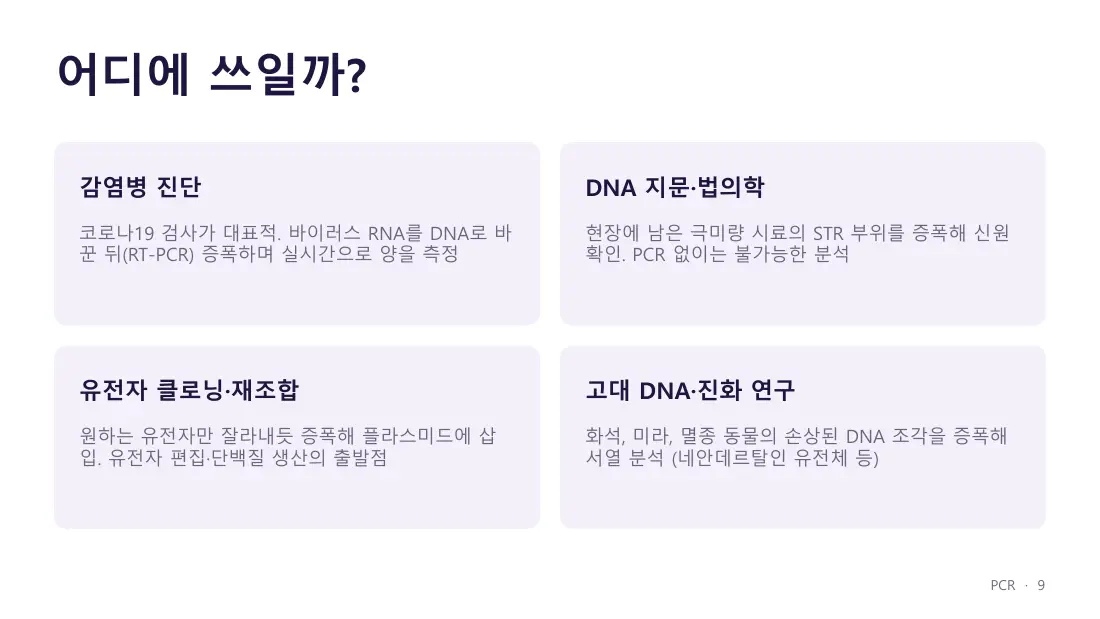 어디에 쓰일까?
감염병 진단
코로나19 검사가 대표적. 바이러스 RNA를 DNA로 바
꾼 뒤(RT-PCR) 증폭하며 실시간으로 양을 측정
DNA 지문·법의학
현장에 남은 극미량 시료의 STR 부위를 증폭해 신원
확인. PCR 없이는 불가능한 분석
유전자 클로닝·재조합
원하는 유전자만 잘라내듯 증폭해 플라스미드에 삽
입. 유전자 편집·단백질 생산의 출발점
고대 DNA·진화 연구
화석, 미라, 멸종 동물의 손상된 DNA 조각을 증폭해
서열 분석 (네안데르탈인 유전체 등)
PCR · 9